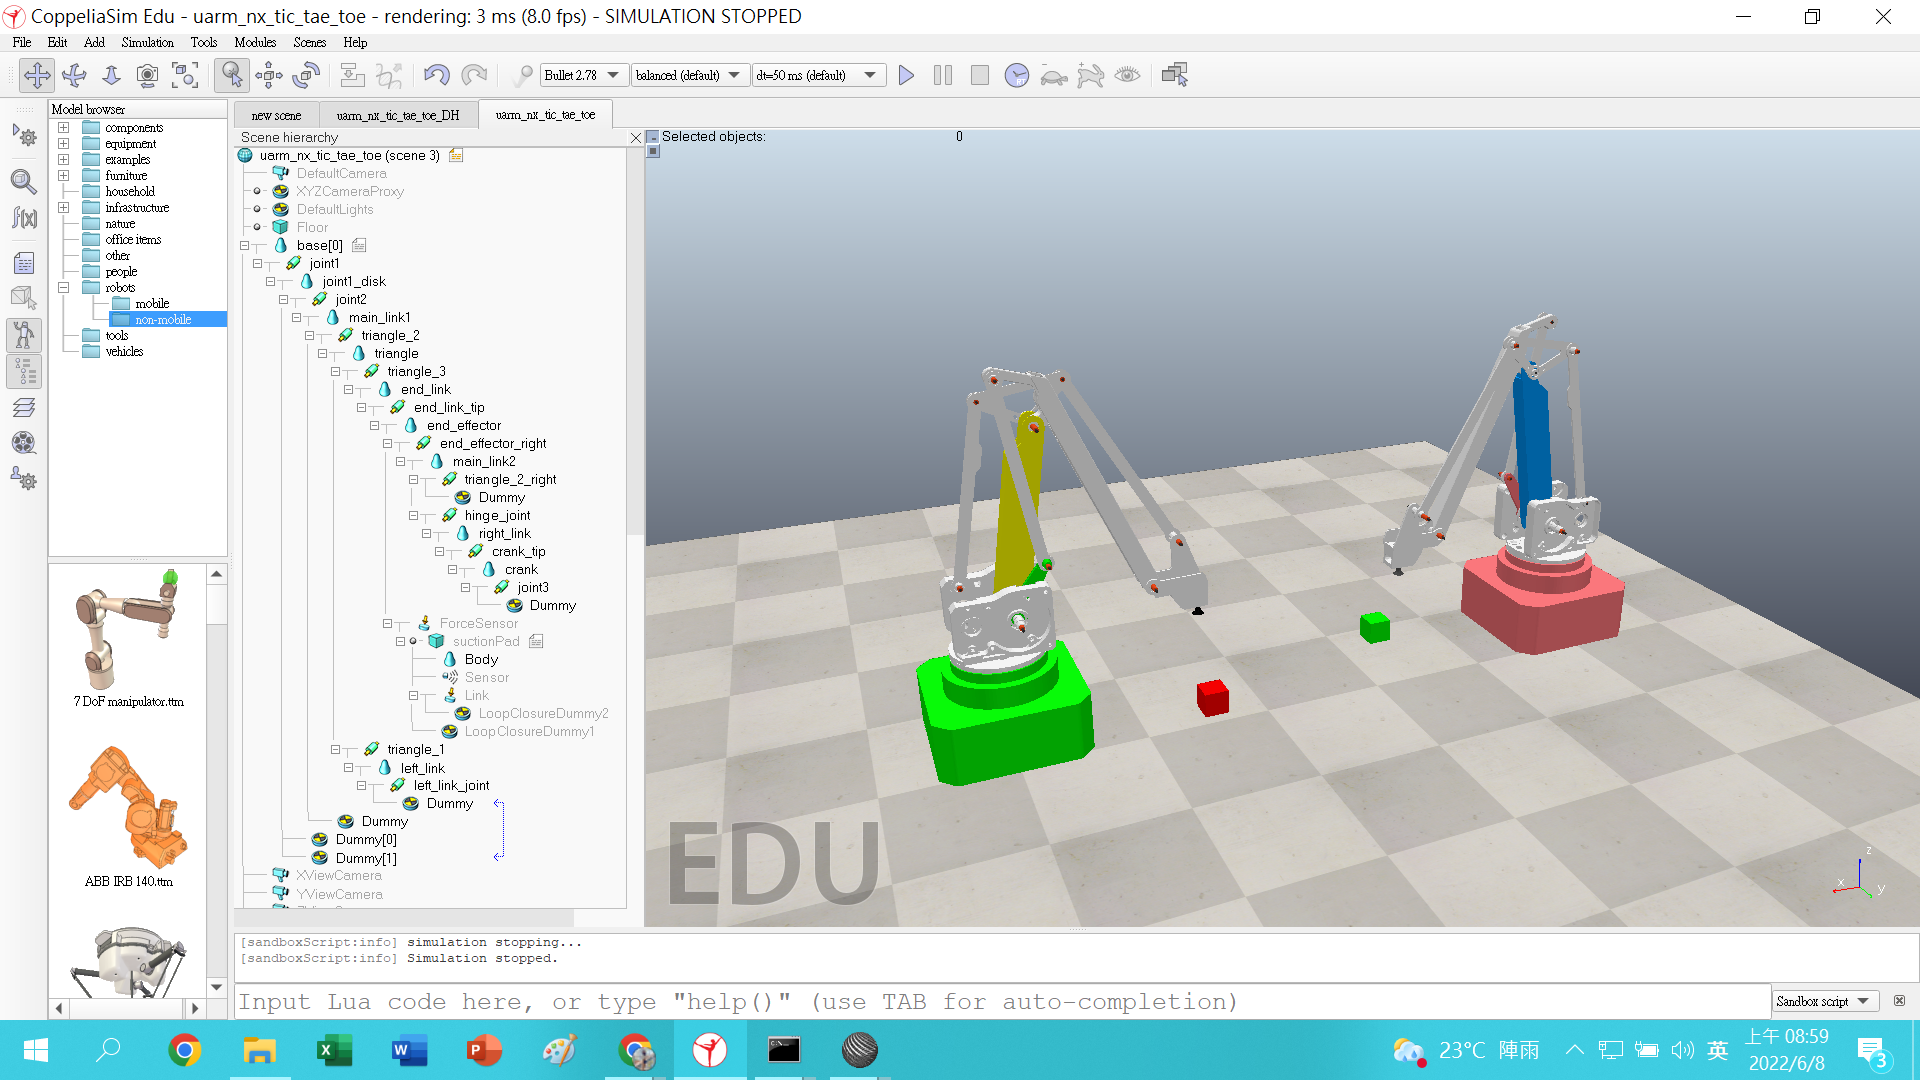 CoppeliaSim Edu - uarm_nx_tic_tae_toe - rendering: 3 ms (8.0 fps) - SIMULATION STOPPED
File Edit Add Simulation Tools Modules Scenes Help
Bullet 2.78 balanced (default) dt=50 ms (default)
Model browser
components
equipment
examples
furniture
household
infrastructure
nature
office items
other
people
robots
mobile
non-mobile
tools
vehicles
7 DoF manipulator.ttm
ABB IRB 140.ttm
new scene uarm_nx_tic_tae_toe_DH uarm_nx_tic_tae_toe
Scene hierarchy
uarm_nx_tic_tae_toe (scene 3)
DefaultCamera
XYZCameraProxy
DefaultLights
Floor
base[0]
joint1
joint1_disk
joint2
main_link1
triangle_2
triangle
triangle_3
end_link
end_link_tip
end_effector
end_effector_right
main_link2
triangle_2_right
Dummy
hinge_joint
right_link
crank_tip
crank
joint3
Dummy
ForceSensor
suctionPad
Body
Sensor
Link
LoopClosureDummy2
LoopClosureDummy1
triangle_1
left_link
left_link_joint
Dummy
Dummy
Dummy[0]
Dummy[1]
XViewCamera
YViewCamera
Selected objects: 0
EDU
z
x
y
[sandboxScript:info] simulation stopping...
[sandboxScript:info] Simulation stopped.
Input Lua code here, or type "help()" (use TAB for auto-completion)
Sandbox script
23°C 陣雨
英
上午 08:59
2022/6/8
3